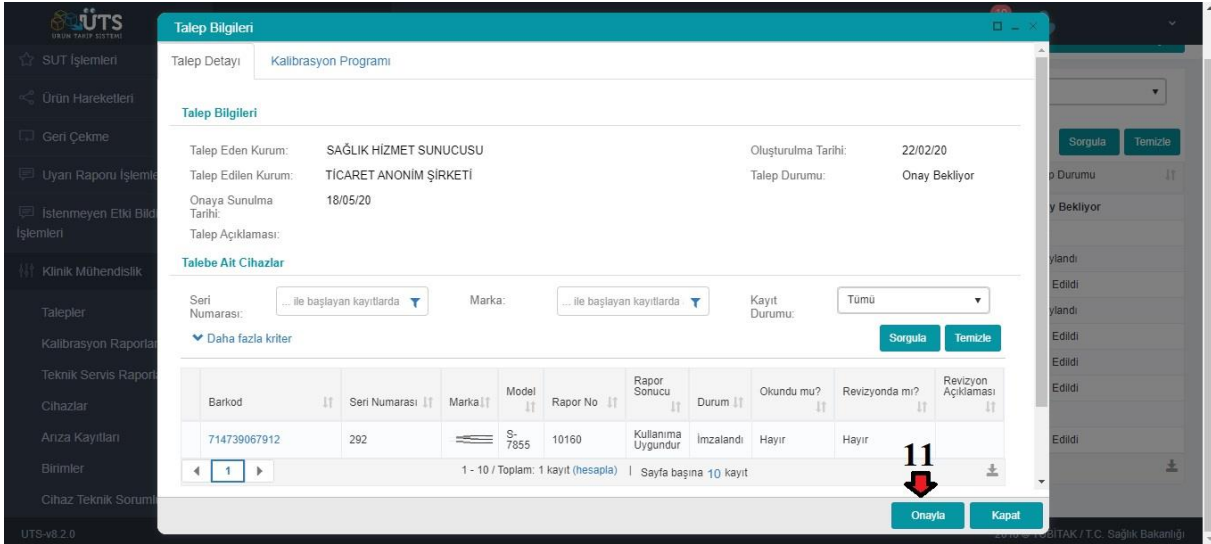 ÜTS
ÜRÜN TAKİP SİSTEMİ
SUT İşlemleri
Ürün Hareketleri
Geri Çekme
Uyarı Raporu İşlemle
İstenmeyen Etki Bildi
İşlemleri
Klinik Mühendislik
Talepler
Kalibrasyon Raporlar
Teknik Servis Raporla
Cihazlar
Arıza Kayıtları
Birimler
Cihaz Teknik Soruml
UTS-v8.2.0
Talep Bilgileri
Talep Detayı Kalibrasyon Programı
Talep Bilgileri
Talep Eden Kurum: SAĞLIK HİZMET SUNUCUSU Oluşturulma Tarihi: 22/02/20
Talep Edilen Kurum: TİCARET ANONİM ŞİRKETİ Talep Durumu: Onay Bekliyor
Onaya Sunulma 18/05/20
Tarihi:
Talep Açıklaması:
Talebe Ait Cihazlar
Seri Numarası: ... ile başlayan kayıtlarda Marka: ... ile başlayan kayıtlarda Kayıt Durumu: Tümü
Daha fazla kriter Sorgula Temizle
Barkod Seri Numarası Marka Model Rapor No Rapor Sonucu Durum Okundu mu? Revizyonda mı? Revizyon Açıklaması
714739067912 292 S-7855 10160 Kullanıma Uygundur İmzalandı Hayır Hayır
1 1 - 10 / Toplam: 1 kayıt (hesapla) | Sayfa başına 10 kayıt
11
Onayla Kapat
Sorgula Temizle
p Durumu
y Bekliyor
ylandı
Edildi
ylandı
Edildi
Edildi
Edildi
Edildi
TÜBİTAK / T.C. Sağlık Bakanlığı